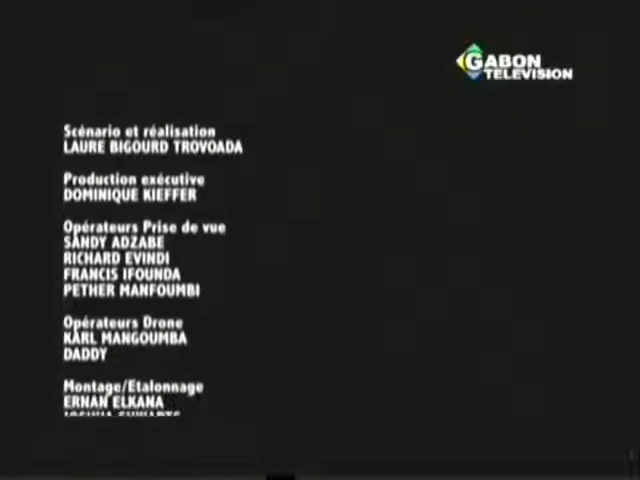 GABON
TELEVISION
Scénario et réalisation
LAURE BIGOURD TROVOADA
Production exécutive
DOMINIQUE KIEFFER
Opérateurs Prise de vue
SANDY ADZABE
RICHARD EVINDI
FRANCIS IFOUNDA
PETHER MANFOUMBI
Opérateurs Drone
KARL MANGOUMBA
DADDY
Montage/Etalonnage
ERNAN ELKANA